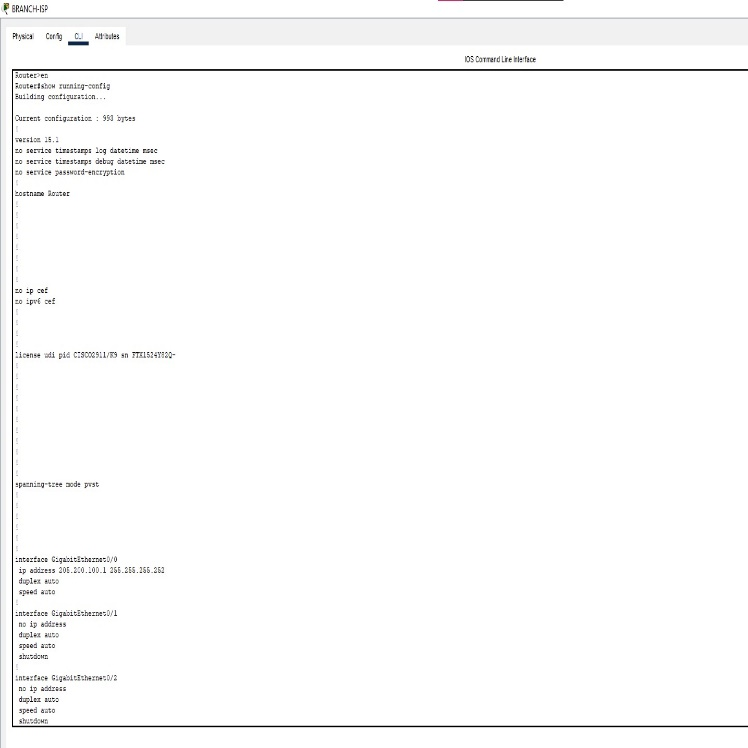 BRANCH-ISP
Physical Config CLI Attributes
IOS Command Line Interface
Router>en
Router#show running-config
Building configuration...
Current configuration : 993 bytes
!
version 15.1
no service timestamps log datetime msec
no service timestamps debug datetime msec
no service password-encryption
!
hostname Router
!
!
!
!
!
!
!
!
no ip cef
no ipv6 cef
!
!
!
!
license udi pid CISCO2911/K9 sn FTX1524Y82Q-
!
!
!
!
!
!
!
!
!
!
!
spanning-tree mode pvst
!
!
!
!
!
!
interface GigabitEthernet0/0
ip address 205.200.100.1 255.255.255.252
duplex auto
speed auto
!
interface GigabitEthernet0/1
no ip address
duplex auto
speed auto
shutdown
!
interface GigabitEthernet0/2
no ip address
duplex auto
speed auto
shutdown